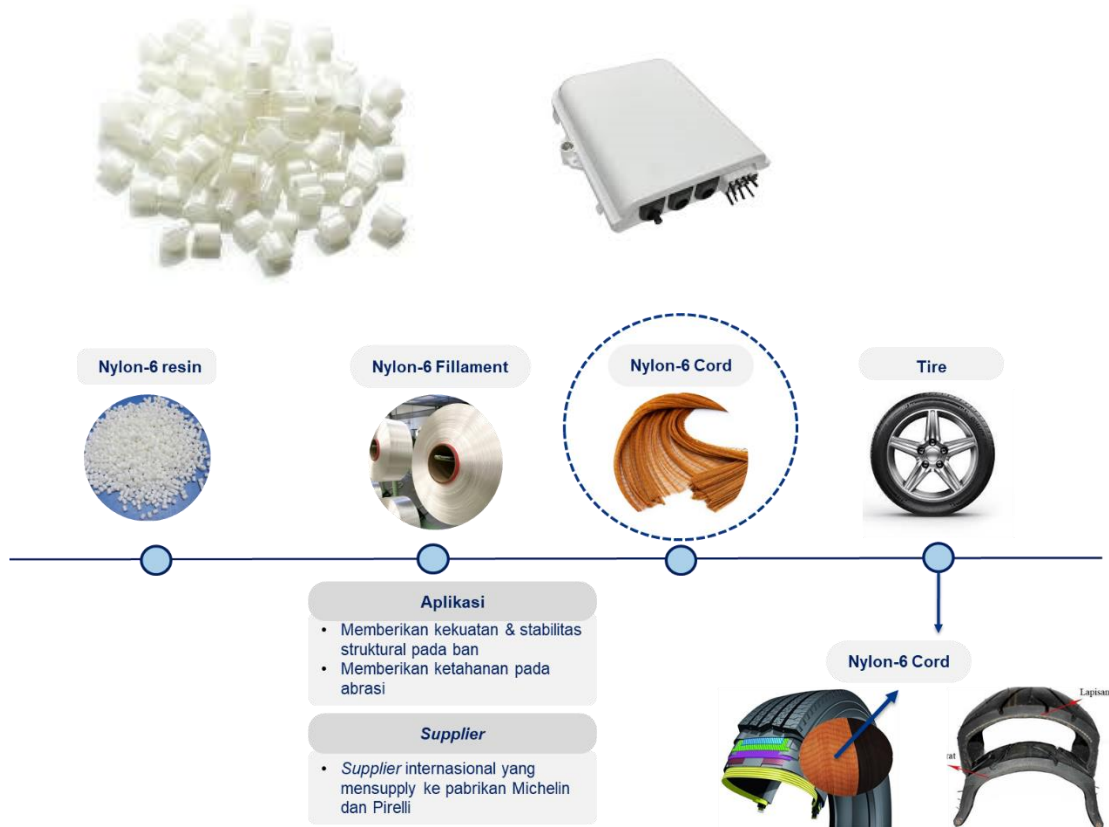 Nylon-6 resin
Nylon-6 Fillament
Nylon-6 Cord
Tire
Aplikasi
• Memberikan kekuatan & stabilitas
struktural pada ban
• Memberikan ketahanan pada
abrasi
Supplier
• Supplier internasional yang
mensupply ke pabrikan Michelin
dan Pirelli
Nylon-6 Cord
Lapisan
rat